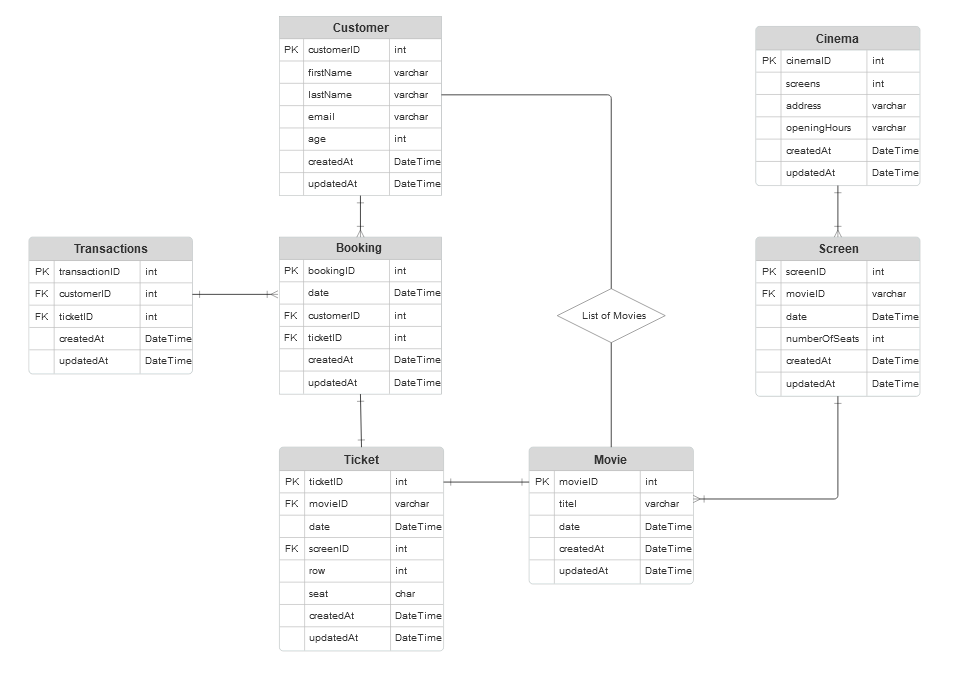 Customer
PK customerID int
firstName varchar
lastName varchar
email varchar
age int
createdAt DateTime
updatedAt DateTime
Cinema
PK cinemaID int
screens int
address varchar
openingHours varchar
createdAt DateTime
updatedAt DateTime
Transactions
PK transactionID int
FK customerID int
FK ticketID int
createdAt DateTime
updatedAt DateTime
Booking
PK bookingID int
date DateTime
FK customerID int
FK ticketID int
createdAt DateTime
updatedAt DateTime
List of Movies
Screen
PK screenID int
FK movieID varchar
date DateTime
numberOfSeats int
createdAt DateTime
updatedAt DateTime
Ticket
PK ticketID int
FK movieID varchar
date DateTime
FK screenID int
row int
seat char
createdAt DateTime
updatedAt DateTime
Movie
PK movieID int
titel varchar
date DateTime
createdAt DateTime
updatedAt DateTime